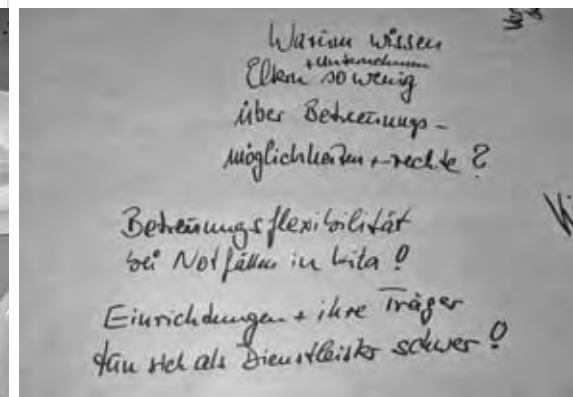 Warum wissen
+ Unternehmen
Eltern so wenig
über Betreuungs-
möglichkeiten + -rechte?
Betreuungsflexibilität
bei Notfällen in Kita!
Einrichtungen + ihre Träger
tun sich als Dienstleister schwer!